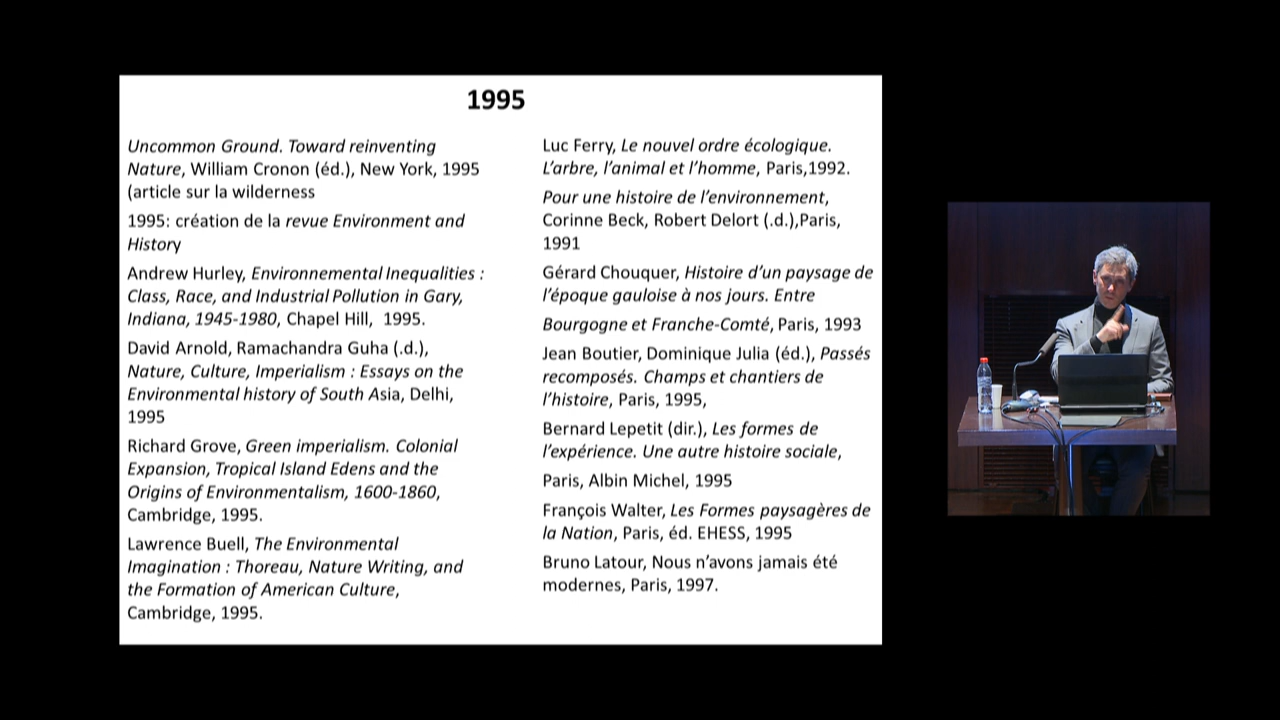 1995
Uncommon Ground. Toward reinventing
Nature, William Cronon (éd.), New York, 1995
(article sur la wilderness
1995: création de la revue Environment and
History
Andrew Hurley, Environnemental Inequalities :
Class, Race, and Industrial Pollution in Gary,
Indiana, 1945-1980, Chapel Hill, 1995.
David Arnold, Ramachandra Guha (.d.),
Nature, Culture, Imperialism : Essays on the
Environmental history of South Asia, Delhi,
1995
Richard Grove, Green imperialism. Colonial
Expansion, Tropical Island Edens and the
Origins of Environmentalism, 1600-1860,
Cambridge, 1995.
Lawrence Buell, The Environmental
Imagination : Thoreau, Nature Writing, and
the Formation of American Culture,
Cambridge, 1995.
Luc Ferry, Le nouvel ordre écologique.
L’arbre, l’animal et l’homme, Paris,1992.
Pour une histoire de l’environnement,
Corinne Beck, Robert Delort (.d.),Paris,
1991
Gérard Chouquer, Histoire d’un paysage de
l’époque gauloise à nos jours. Entre
Bourgogne et Franche-Comté, Paris, 1993
Jean Boutier, Dominique Julia (éd.), Passés
recomposés. Champs et chantiers de
l’histoire, Paris, 1995,
Bernard Lepetit (dir.), Les formes de
l’expérience. Une autre histoire sociale,
Paris, Albin Michel, 1995
François Walter, Les Formes paysagères de
la Nation, Paris, éd. EHESS, 1995
Bruno Latour, Nous n’avons jamais été
modernes, Paris, 1997.